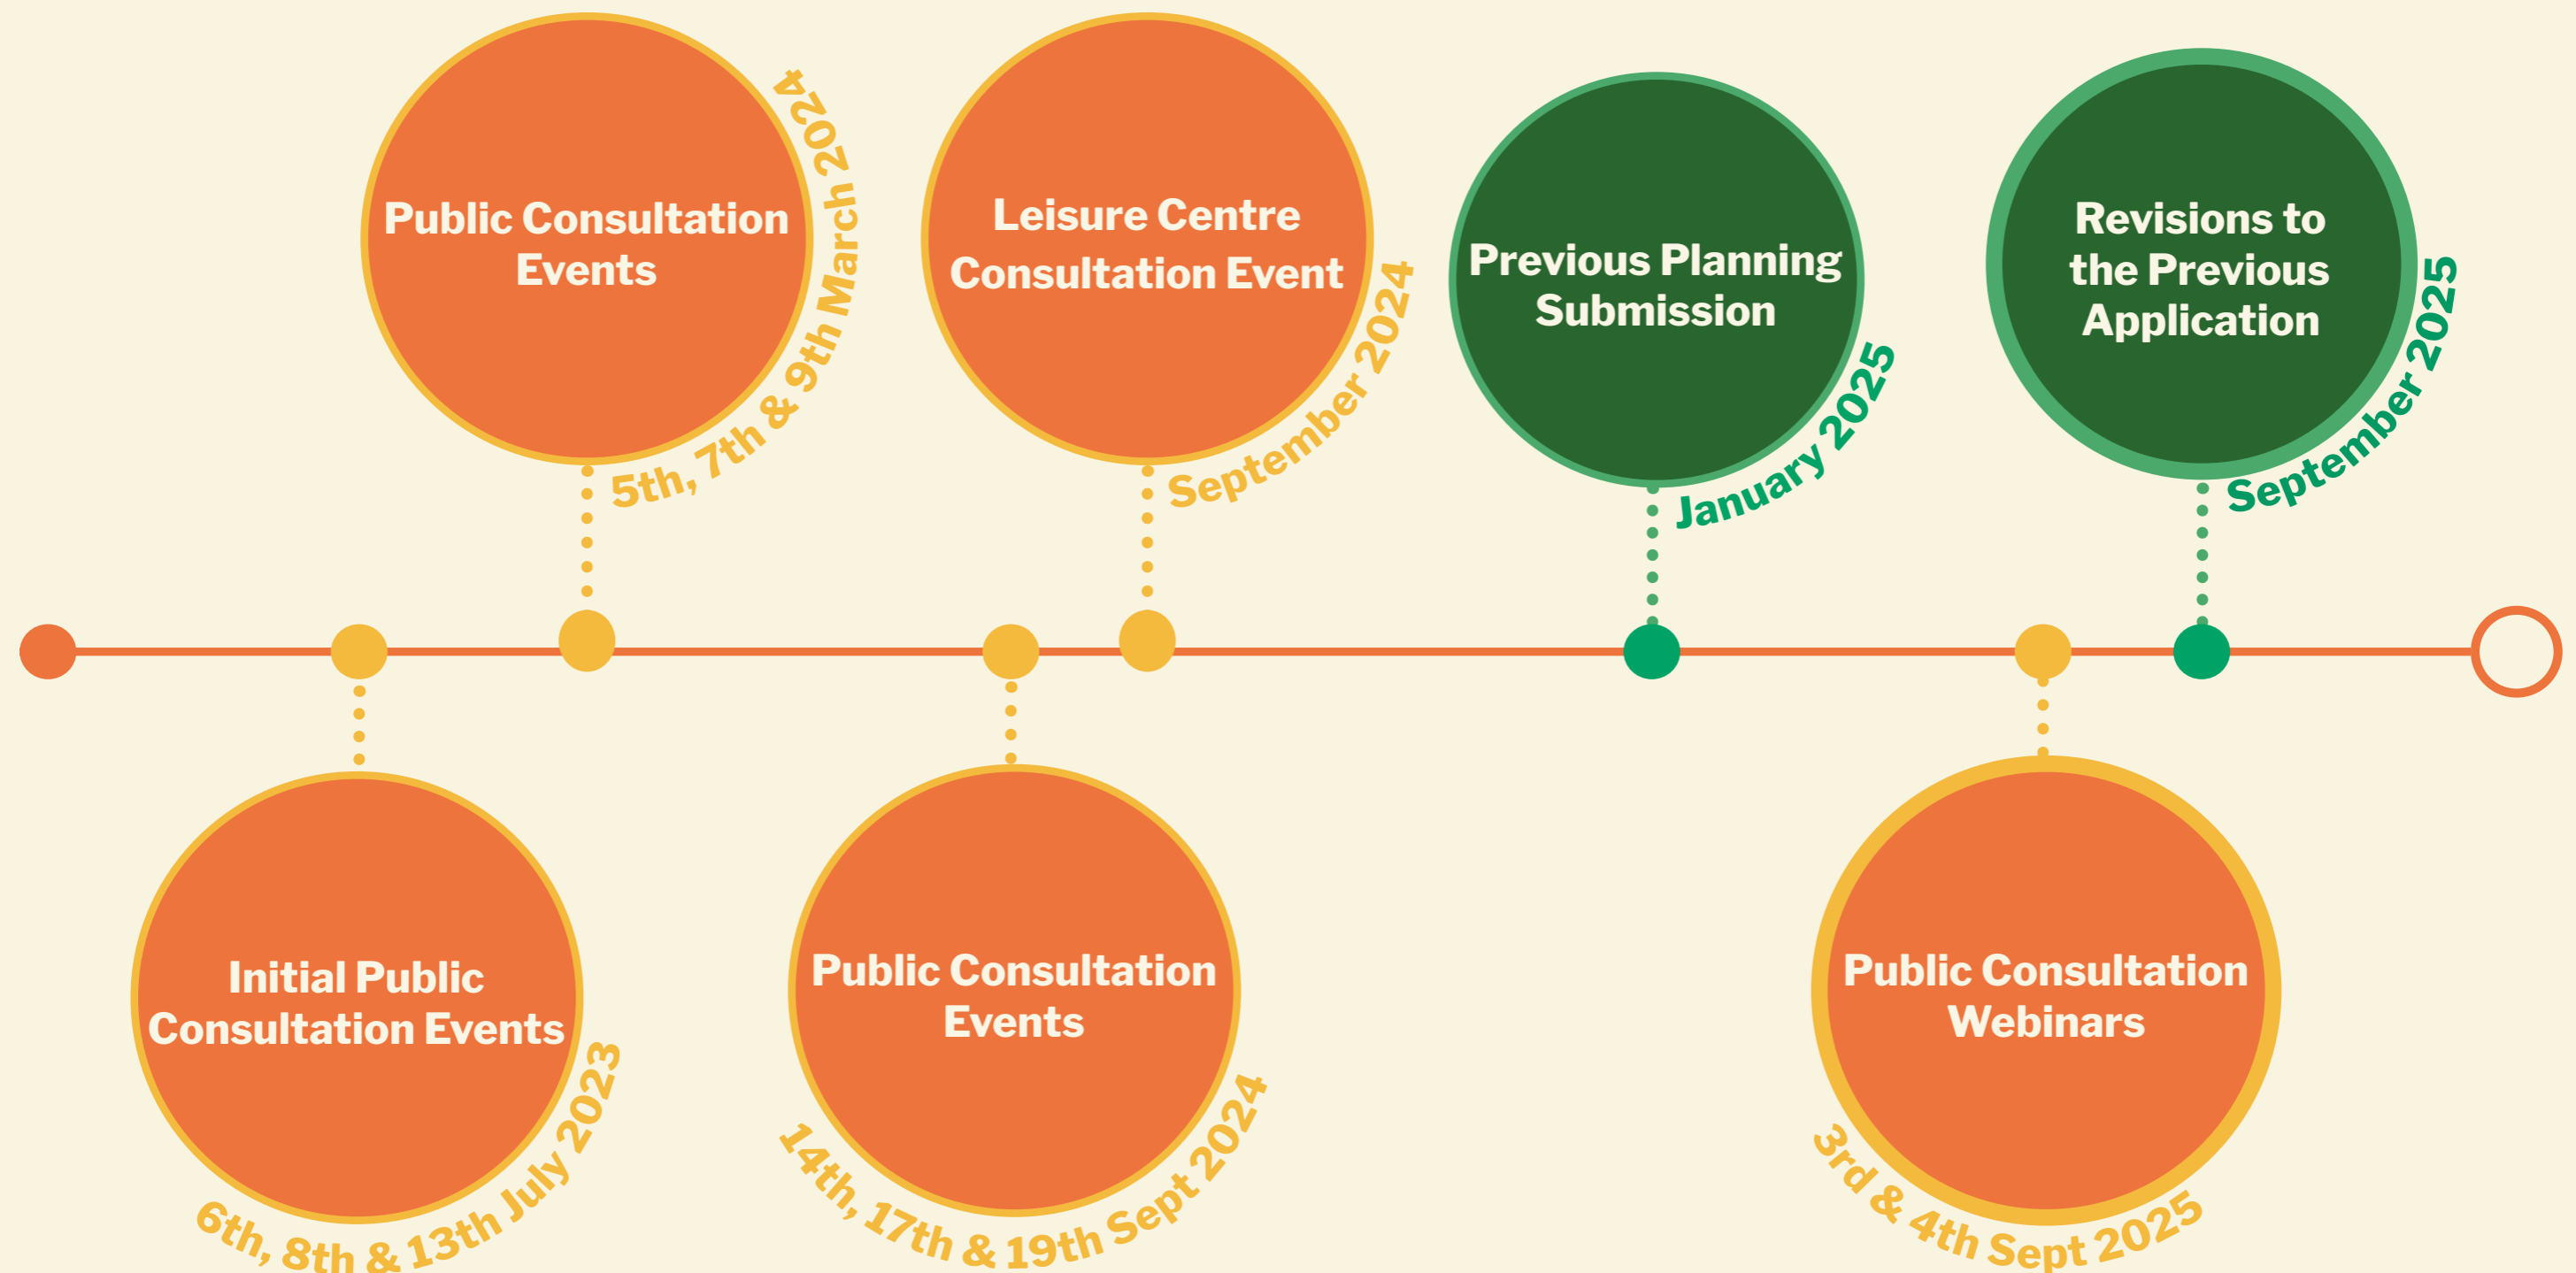 Public Consultation
Events
5th, 7th & 9th March 2024
Leisure Centre
Consultation Event
September 2024
Previous Planning
Submission
January 2025
Revisions to
the Previous
Application
September 2025
Initial Public
Consultation Events
6th, 8th & 13th July 2023
Public Consultation
Events
14th, 17th & 19th Sept 2024
Public Consultation
Webinars
3rd & 4th Sept 2025